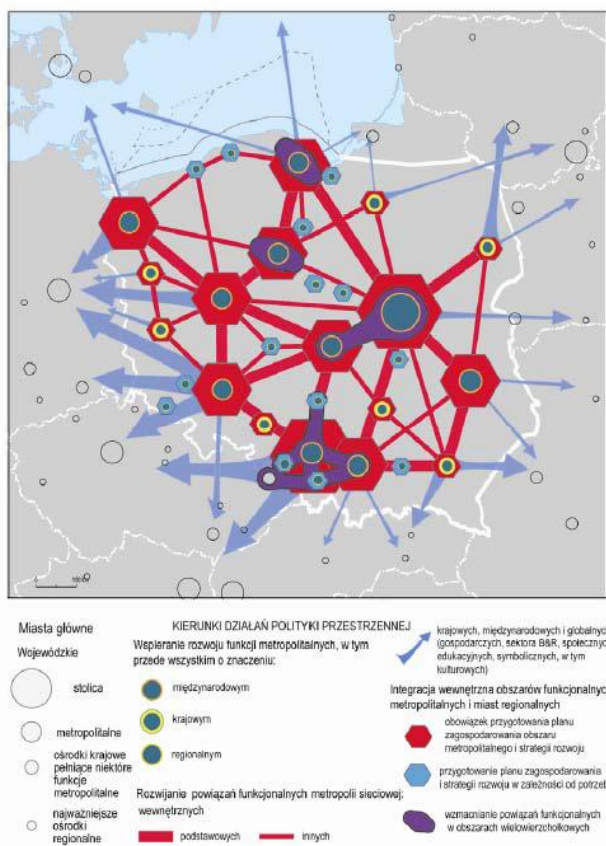 Miasta główne
Wojewódzkie
stolica
metropolitalne
ośrodki krajowe
pełniące niektóre
funkcje
metropolitalne
najważniejsze
ośrodki
regionalne
KIERUNKI DZIAŁAŃ POLITYKI PRZESTRZENNEJ
Wspieranie rozwoju funkcji metropolitalnych, w tym
przede wszystkim o znaczeniu:
międzynarodowym
krajowym
regionalnym
Rozwijanie powiązań funkcjonalnych metropolii sieciowej:
wewnętrznych
podstawowych
innych
krajowych, międzynarodowych i globalnyc
(gospodarczych, sektora B&R, społecznyc
edukacyjnych, symbolicznych, w tym
kulturowych)
Integracja wewnętrzna obszarów funkcjonaln
metropolitalnych i miast regionalnych
obowiązek przygotowania planu
zagospodarowania obszaru
metropolitalnego i strategii rozwoju
przygotowanie planu zagospodarowania
i strategii rozwoju w zależności od potrzeb
wzmacnianie powiązań funkcjonalnych
w obszarach wielowierzchołkowych